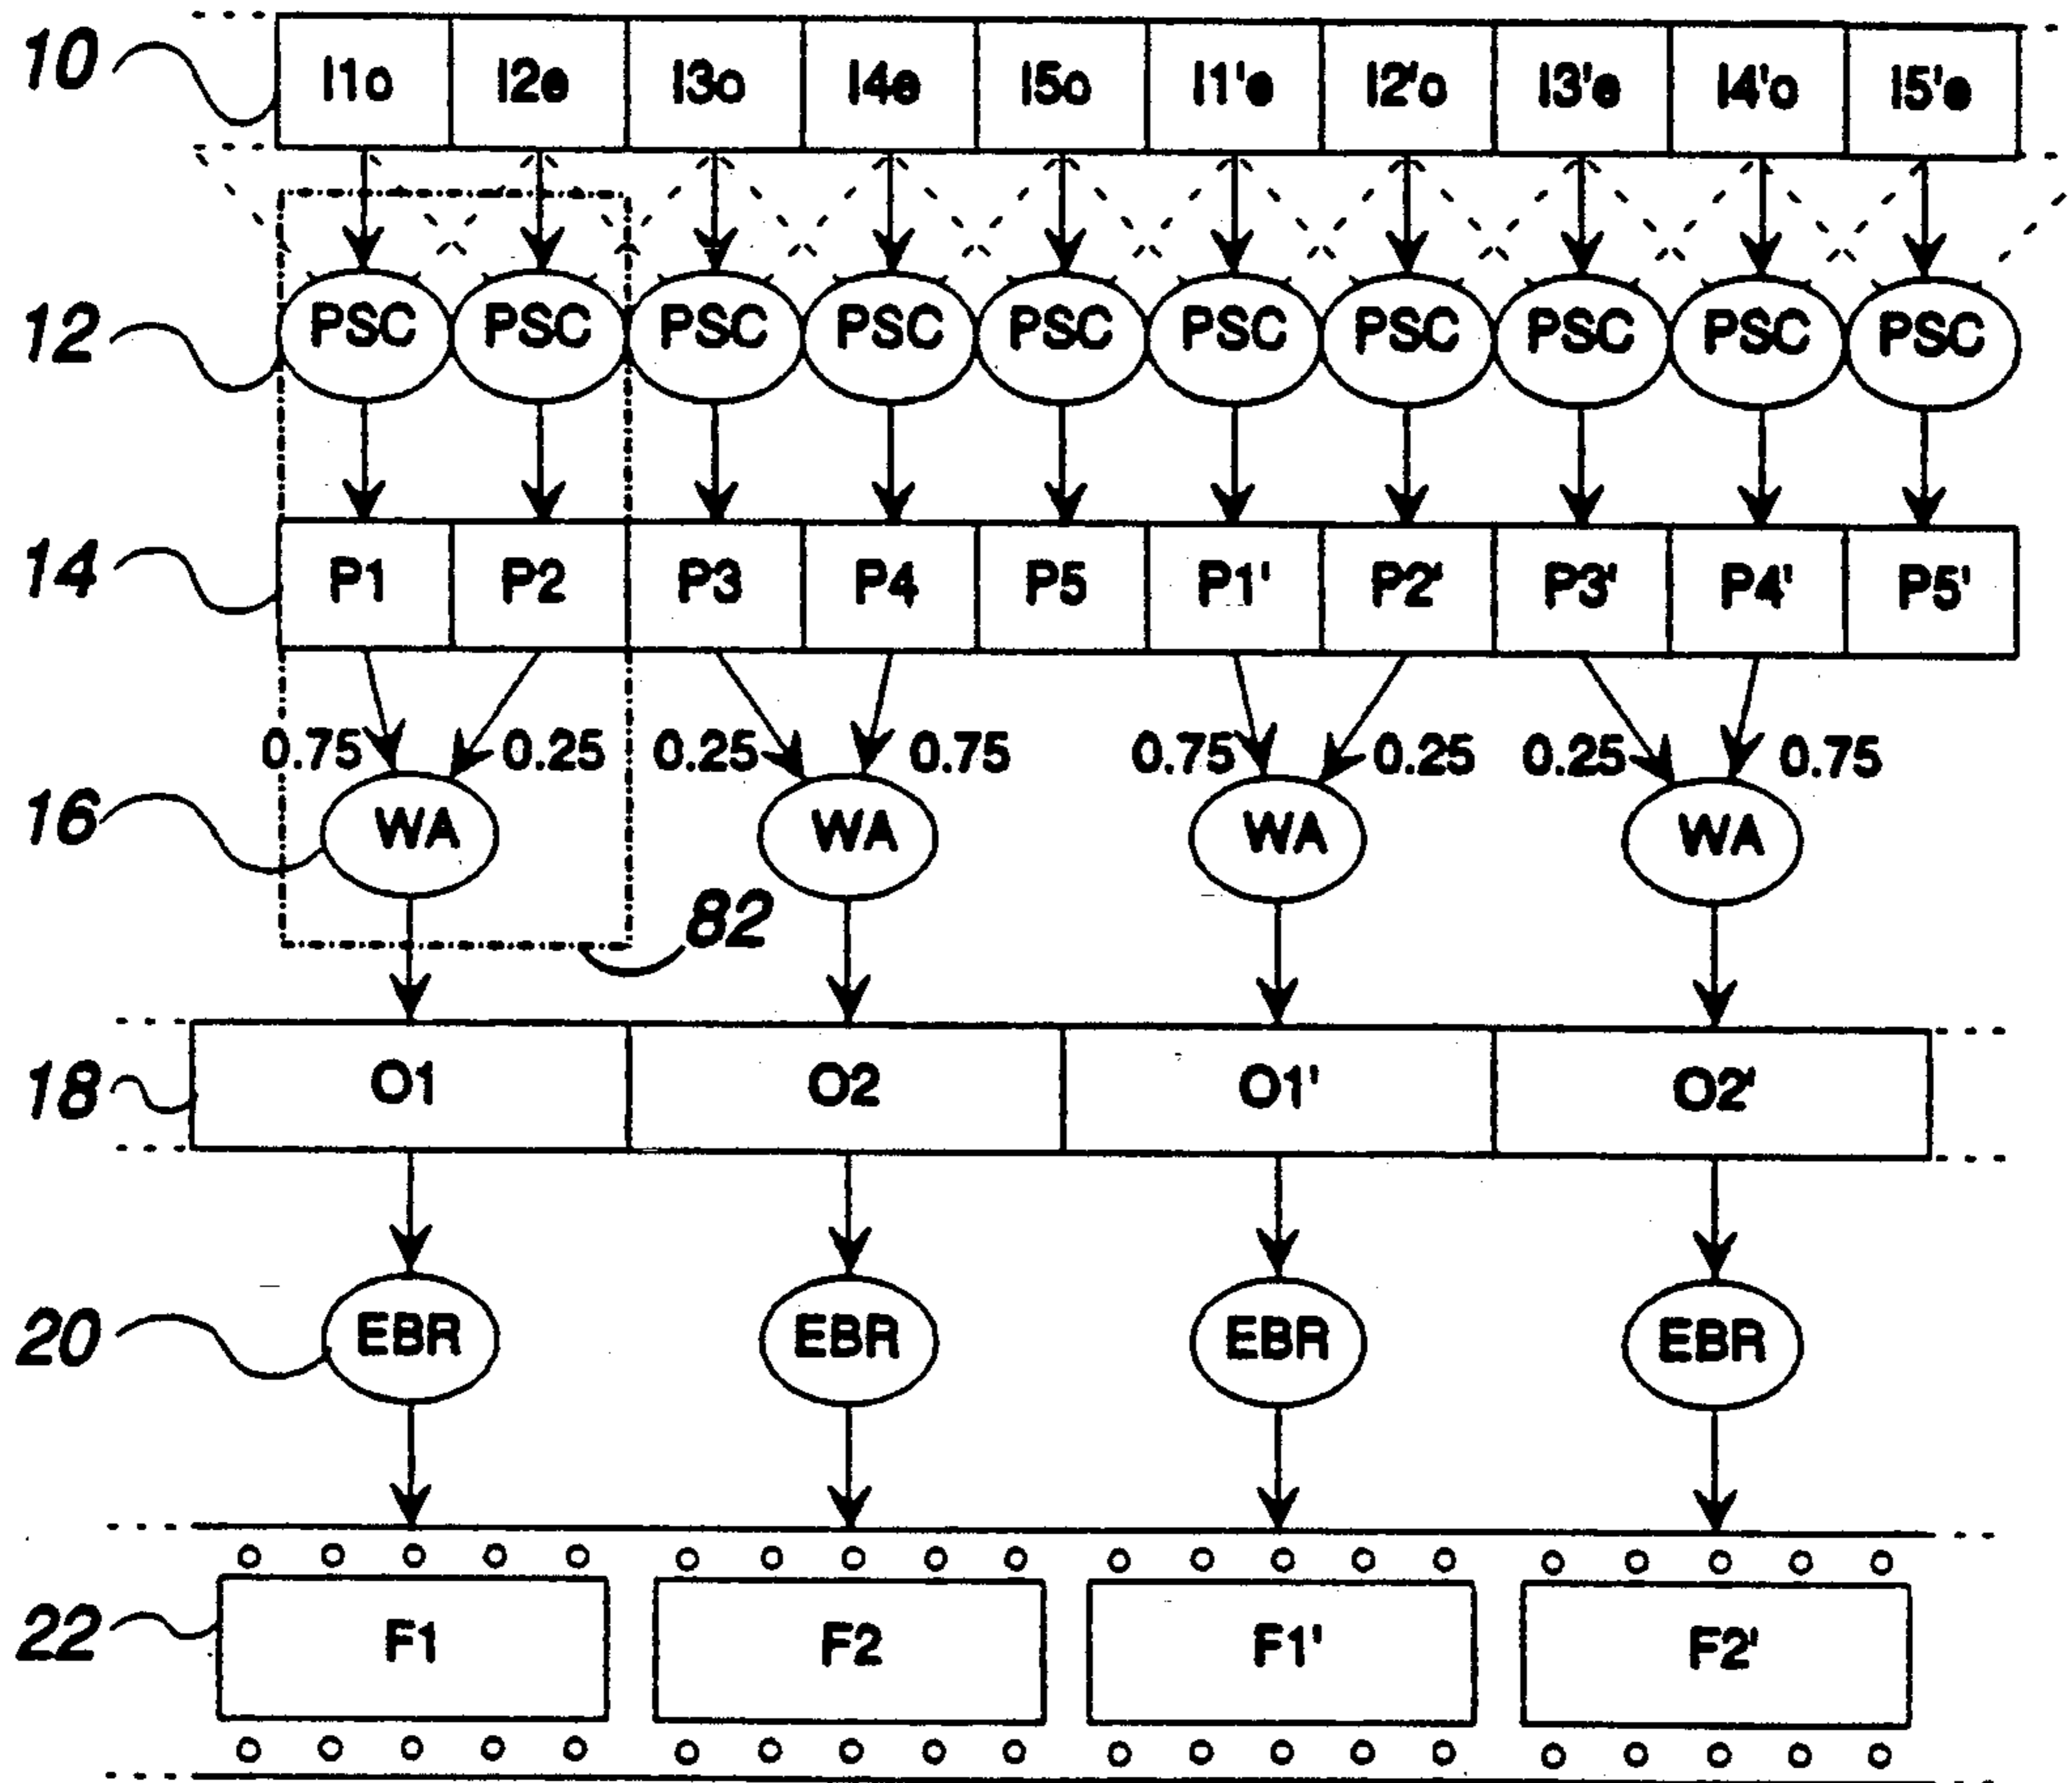 10 I1o I2e I3o I4e I5o I1'e I2'o I3'e I4'o I5'e
12 PSC PSC PSC PSC PSC PSC PSC PSC PSC PSC
14 P1 P2 P3 P4 P5 P1' P2' P3' P4' P5'
0.75 0.25 0.25 0.75 0.75 0.25 0.25 0.75
16 WA WA WA WA
82
18 O1 O2 O1' O2'
20 EBR EBR EBR EBR
22 F1 F2 F1' F2'